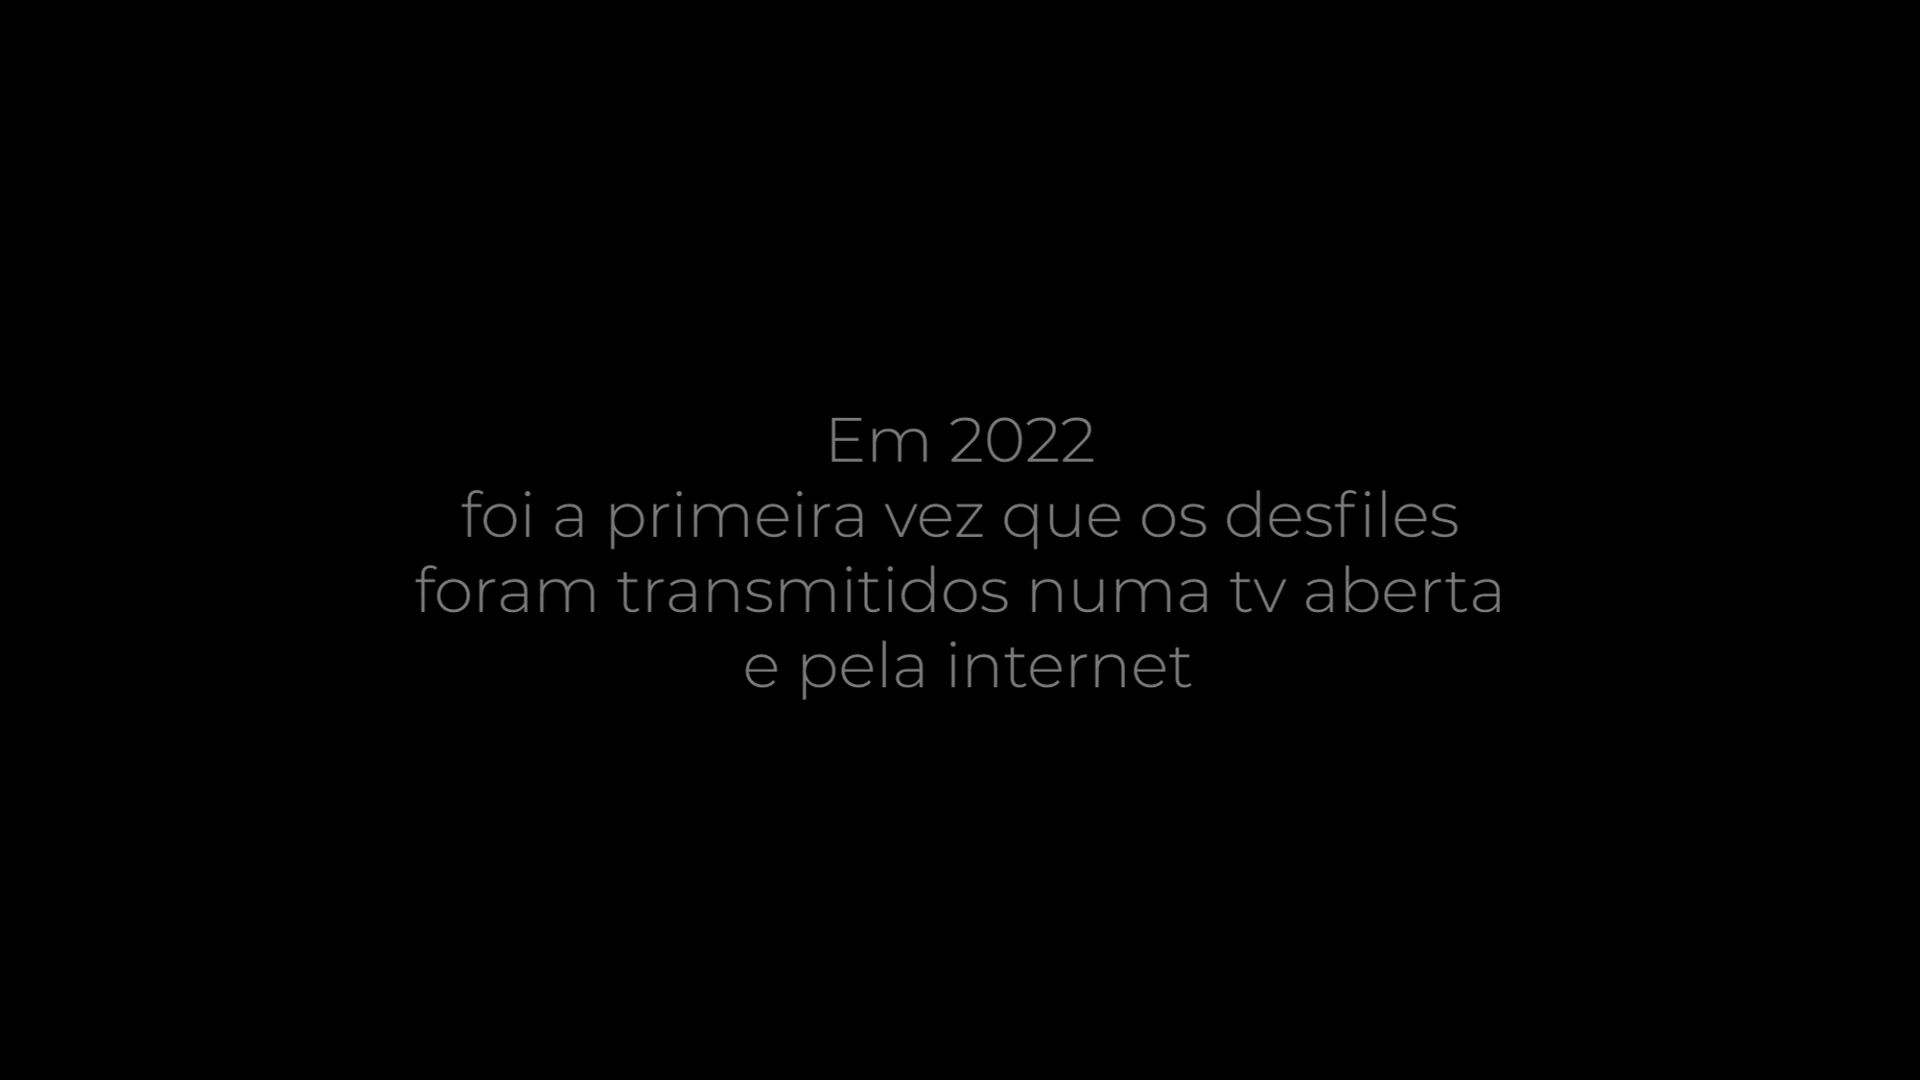 Em 2022
foi a primeira vez que os desfiles
foram transmitidos numa tv aberta
e pela internet